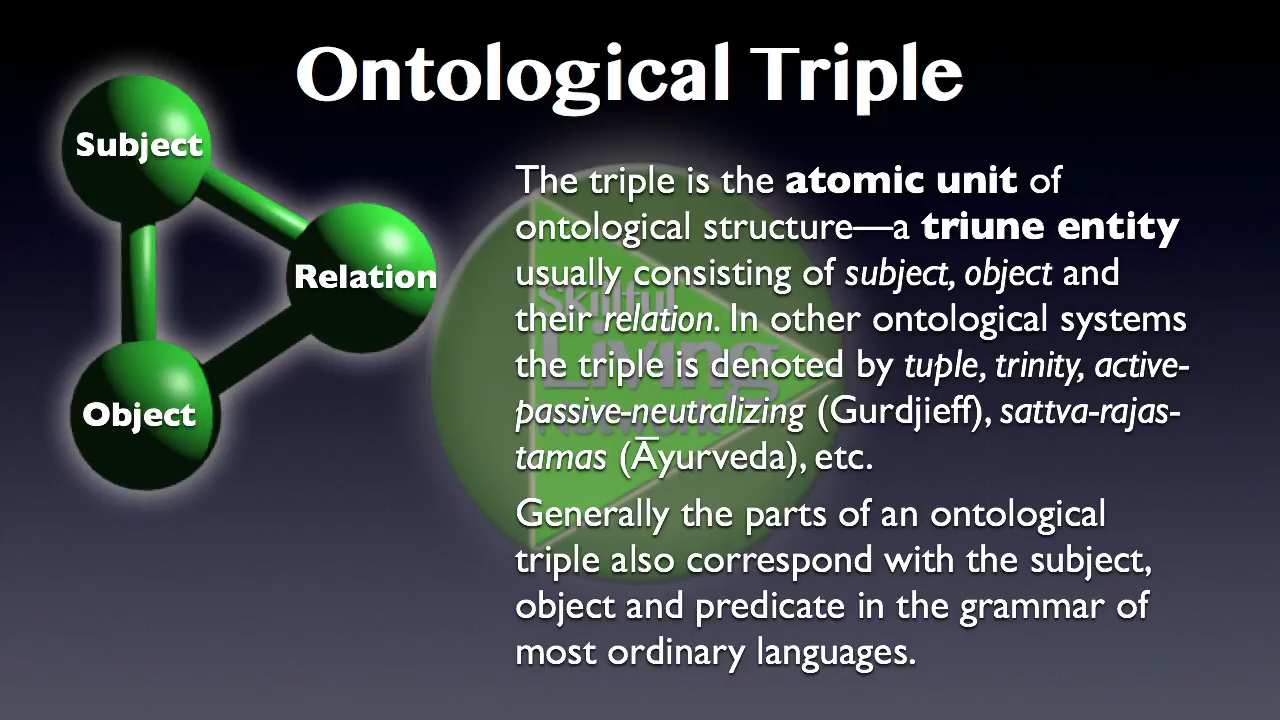 Ontological Triple
Subject
Relation
Object
The triple is the atomic unit of
ontological structure—a triune entity
usually consisting of subject, object and
their relation. In other ontological systems
the triple is denoted by tuple, trinity, active-
passive-neutralizing (Gurdjieff), sattva-rajas-
tamas (Āyurveda), etc.
Generally the parts of an ontological
triple also correspond with the subject,
object and predicate in the grammar of
most ordinary languages.
Skillful
Living
Network